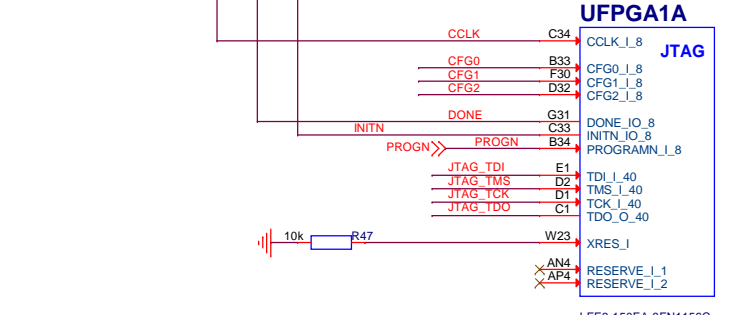 UFPGA1A
CCLK C34 CCLK_I_8 JTAG
CFG0 B33 CFG0_I_8
CFG1 F30 CFG1_I_8
CFG2 D32 CFG2_I_8
DONE G31 DONE_IO_8
INITN C33 INITN_IO_8
PROGN PROGN B34 PROGRAMN_I_8
JTAG_TDI E1 TDI_I_40
JTAG_TMS D2 TMS_I_40
JTAG_TCK D1 TCK_I_40
JTAG_TDO C1 TDO_O_40
10k R47 W23 XRES_I
AN4 RESERVE_I_1
AP4 RESERVE_I_2